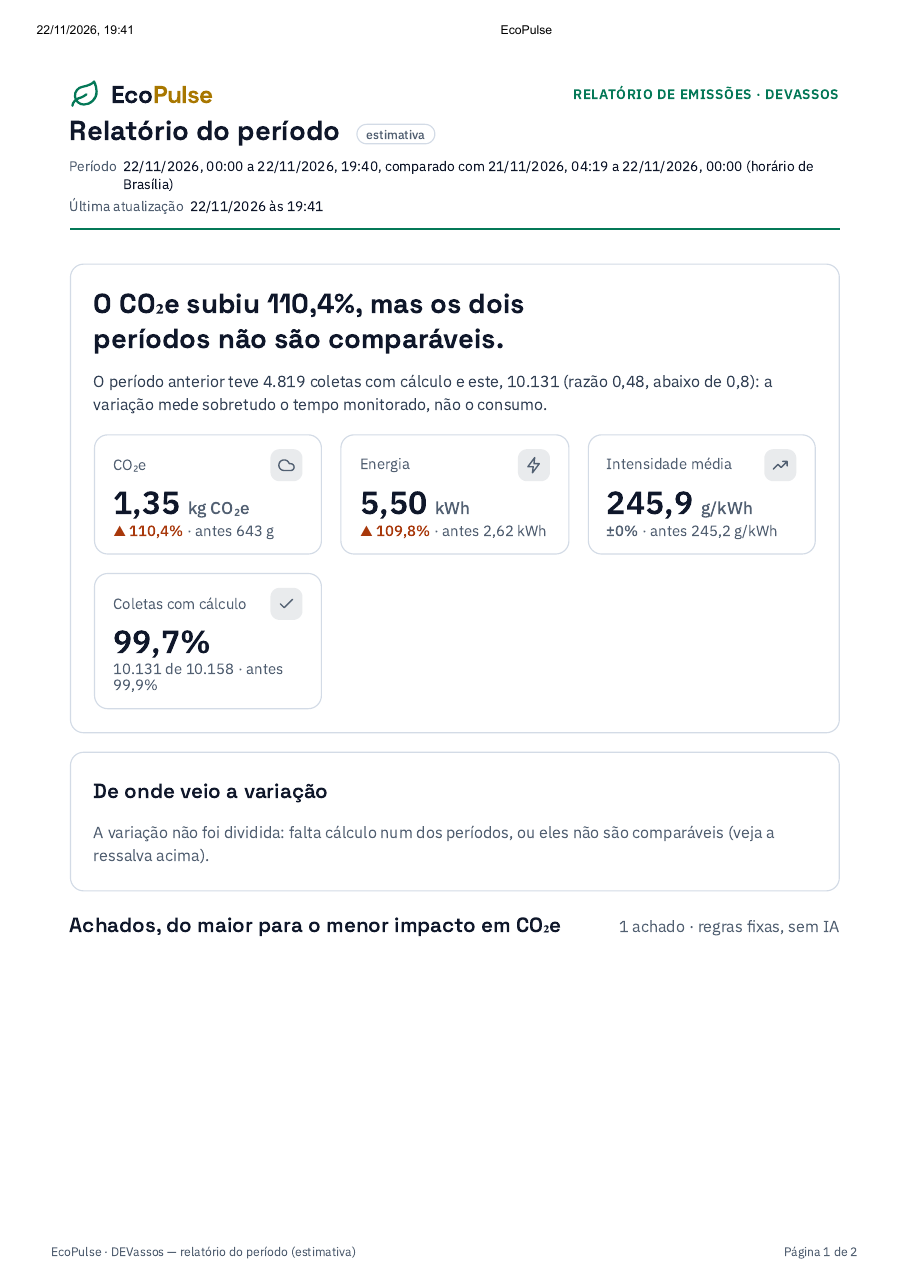 22/11/2026, 19:41
EcoPulse
EcoPulse
RELATÓRIO DE EMISSÕES · DEVASSOS
Relatório do período
estimativa
Período 22/11/2026, 00:00 a 22/11/2026, 19:40, comparado com 21/11/2026, 04:19 a 22/11/2026, 00:00 (horário de
Brasília)
Última atualização 22/11/2026 às 19:41
O CO₂e subiu 110,4%, mas os dois
períodos não são comparáveis.
O período anterior teve 4.819 coletas com cálculo e este, 10.131 (razão 0,48, abaixo de 0,8): a
variação mede sobretudo o tempo monitorado, não o consumo.
CO₂e
1,35 kg CO₂e
▲ 110,4% · antes 643 g
Energia
5,50 kWh
▲ 109,8% · antes 2,62 kWh
Intensidade média
245,9 g/kWh
±0% · antes 245,2 g/kWh
Coletas com cálculo
99,7%
10.131 de 10.158 · antes
99,9%
De onde veio a variação
A variação não foi dividida: falta cálculo num dos períodos, ou eles não são comparáveis (veja a
ressalva acima).
Achados, do maior para o menor impacto em CO₂e
1 achado · regras fixas, sem IA
EcoPulse · DEVassos — relatório do período (estimativa)
Página 1 de 2